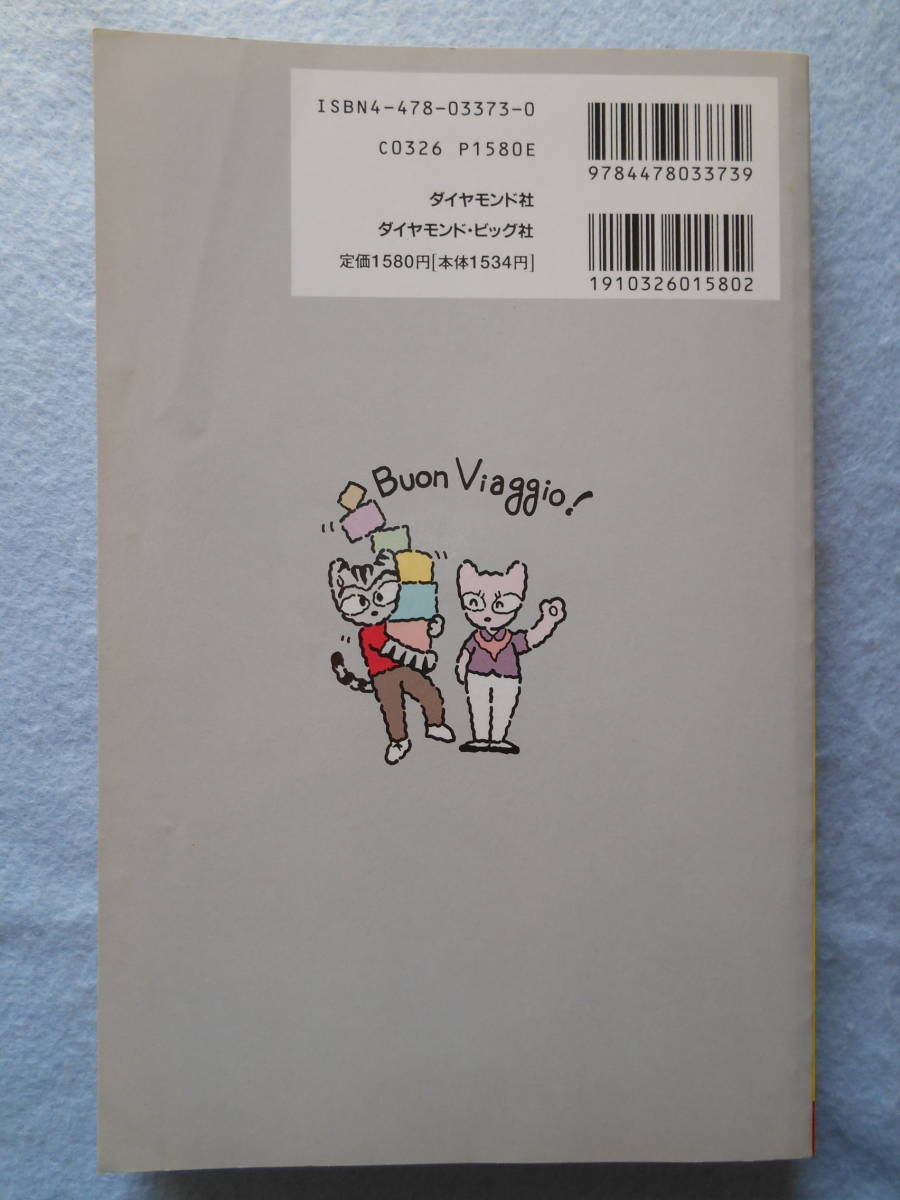 ISBN4-478-03373-0
C0326 P1580E
9784478033739
ダイヤモンド社
ダイヤモンド・ビッグ社
定価1580円[本体1534円]
1910326015802
Buon Viaggio!